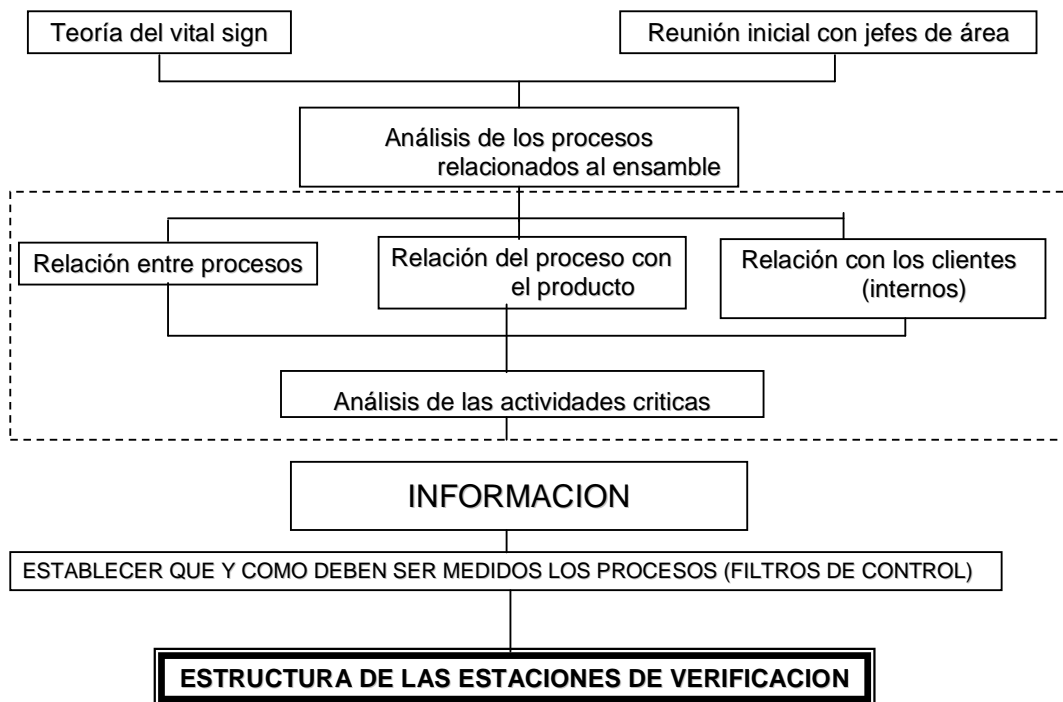 Teoría del vital sign
Reunión inicial con jefes de área
Análisis de los procesos
relacionados al ensamble
Relación entre procesos
Relación del proceso con
el producto
Relación con los clientes
(internos)
Análisis de las actividades criticas
INFORMACION
ESTABLECER QUE Y COMO DEBEN SER MEDIDOS LOS PROCESOS (FILTROS DE CONTROL)
ESTRUCTURA DE LAS ESTACIONES DE VERIFICACION